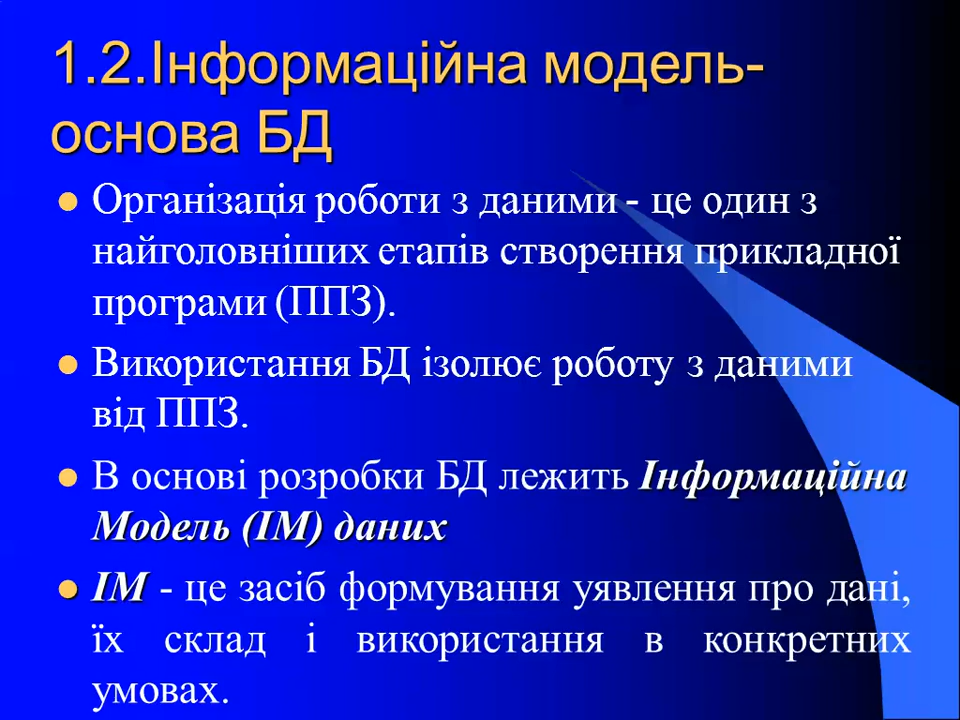 1.2.Інформаційна модель-
основа БД
Організація роботи з даними - це один з
найголовніших етапів створення прикладної
програми (ППЗ).
Використання БД ізолює роботу з даними
від ППЗ.
В основі розробки БД лежить Інформаційна
Модель (ІМ) даних
ІМ - це засіб формування уявлення про дані,
їх склад і використання в конкретних
умовах.